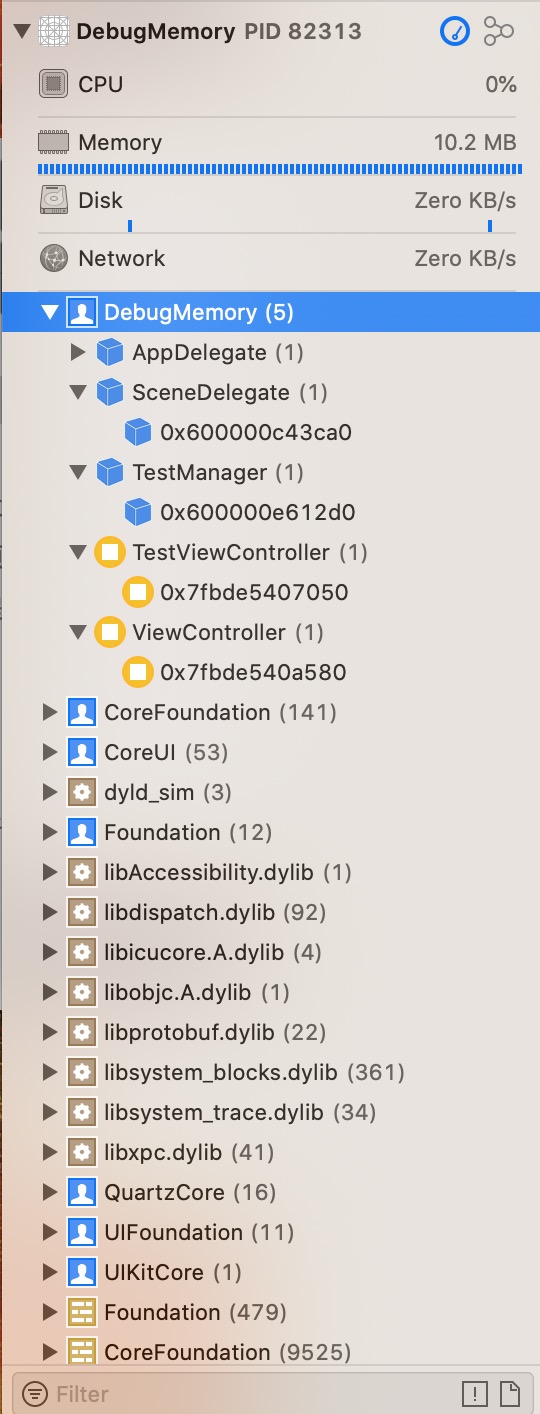 DebugMemory PID 82313
CPU 0%
Memory 10.2 MB
Disk Zero KB/s
Network Zero KB/s
DebugMemory (5)
AppDelegate (1)
SceneDelegate (1)
0x600000c43ca0
TestManager (1)
0x600000e612d0
TestViewController (1)
0x7fbde5407050
ViewController (1)
0x7fbde540a580
CoreFoundation (141)
CoreUI (53)
dyld_sim (3)
Foundation (12)
libAccessibility.dylib (1)
libdispatch.dylib (92)
libicucore.A.dylib (4)
libobjc.A.dylib (1)
libprotobuf.dylib (22)
libsystem_blocks.dylib (361)
libsystem_trace.dylib (34)
libxpc.dylib (41)
QuartzCore (16)
UIFoundation (11)
UIKitCore (1)
Foundation (479)
CoreFoundation (9525)
Filter